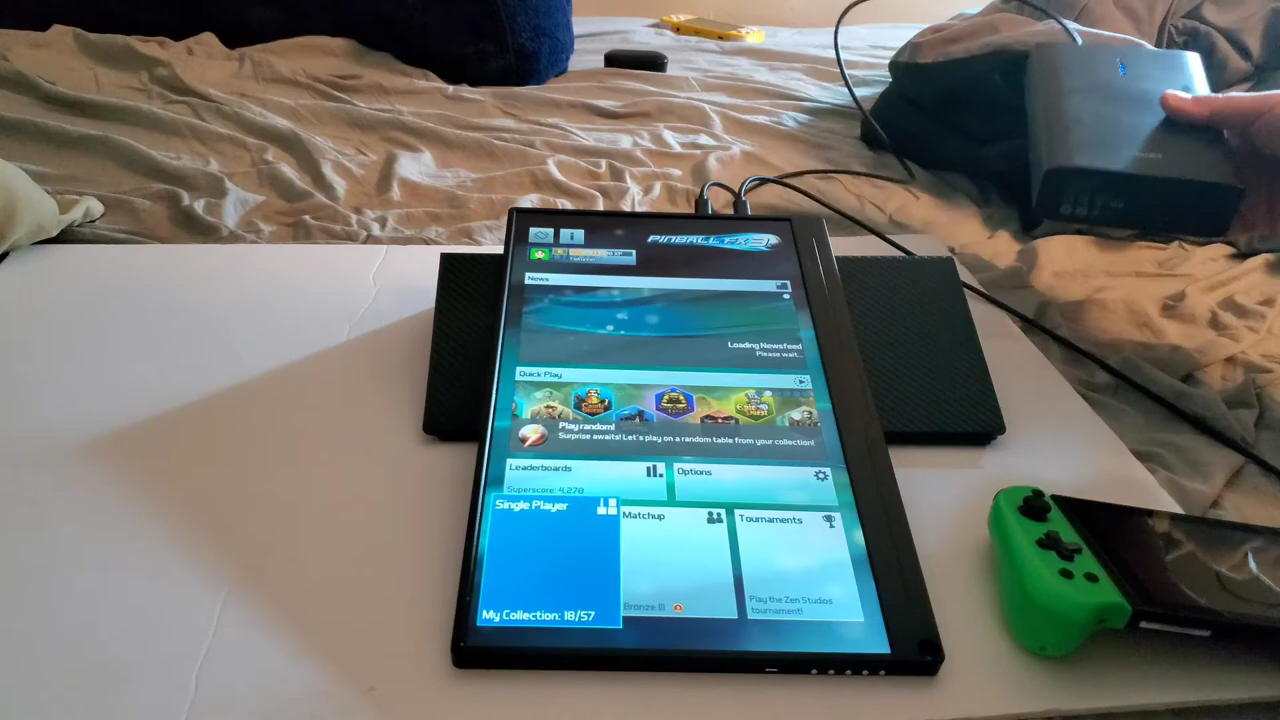 PINBALL FX3
News
Loading Newsfeed
Please wait...
Quick Play
Epic Quest
Play random!
Surprise awaits! Let's play on a random table from your collection!
Leaderboards
Options
Superscore: 4,270
Single Player
Matchup
Tournaments
My Collection: 18/57
Bronze III
Play the Zen Studios
tournament!